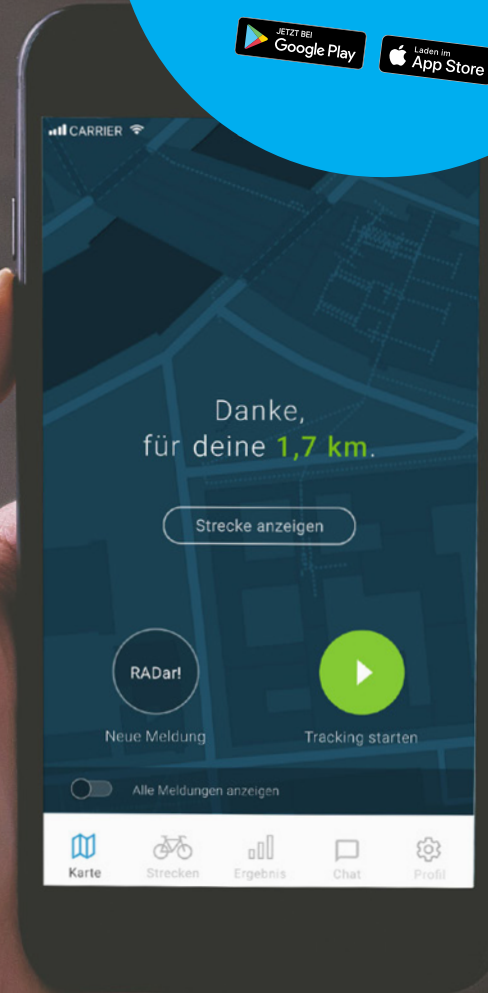 JETZT BEI
Google Play
Laden im
App Store
CARRIER
Danke,
für deine 1,7 km.
Strecke anzeigen
RADar!
Neue Meldung
Tracking starten
Alle Meldungen anzeigen
Karte
Strecken
Ergebnis
Chat
Profil